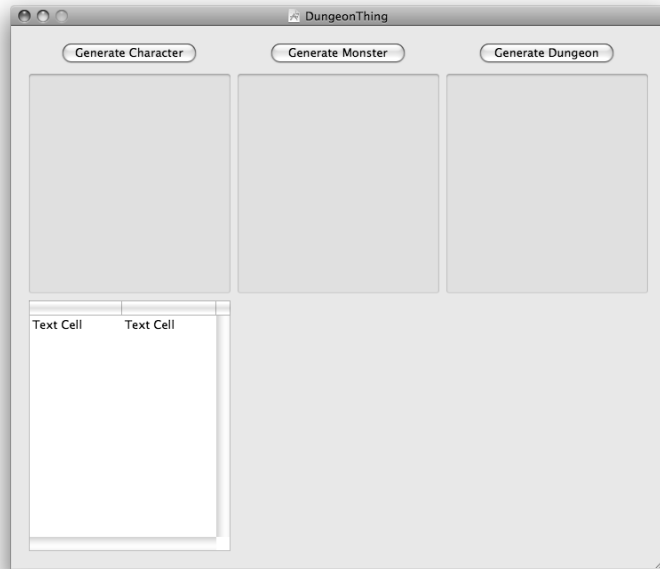 DungeonThing
Generate Character
Generate Monster
Generate Dungeon
Text Cell
Text Cell